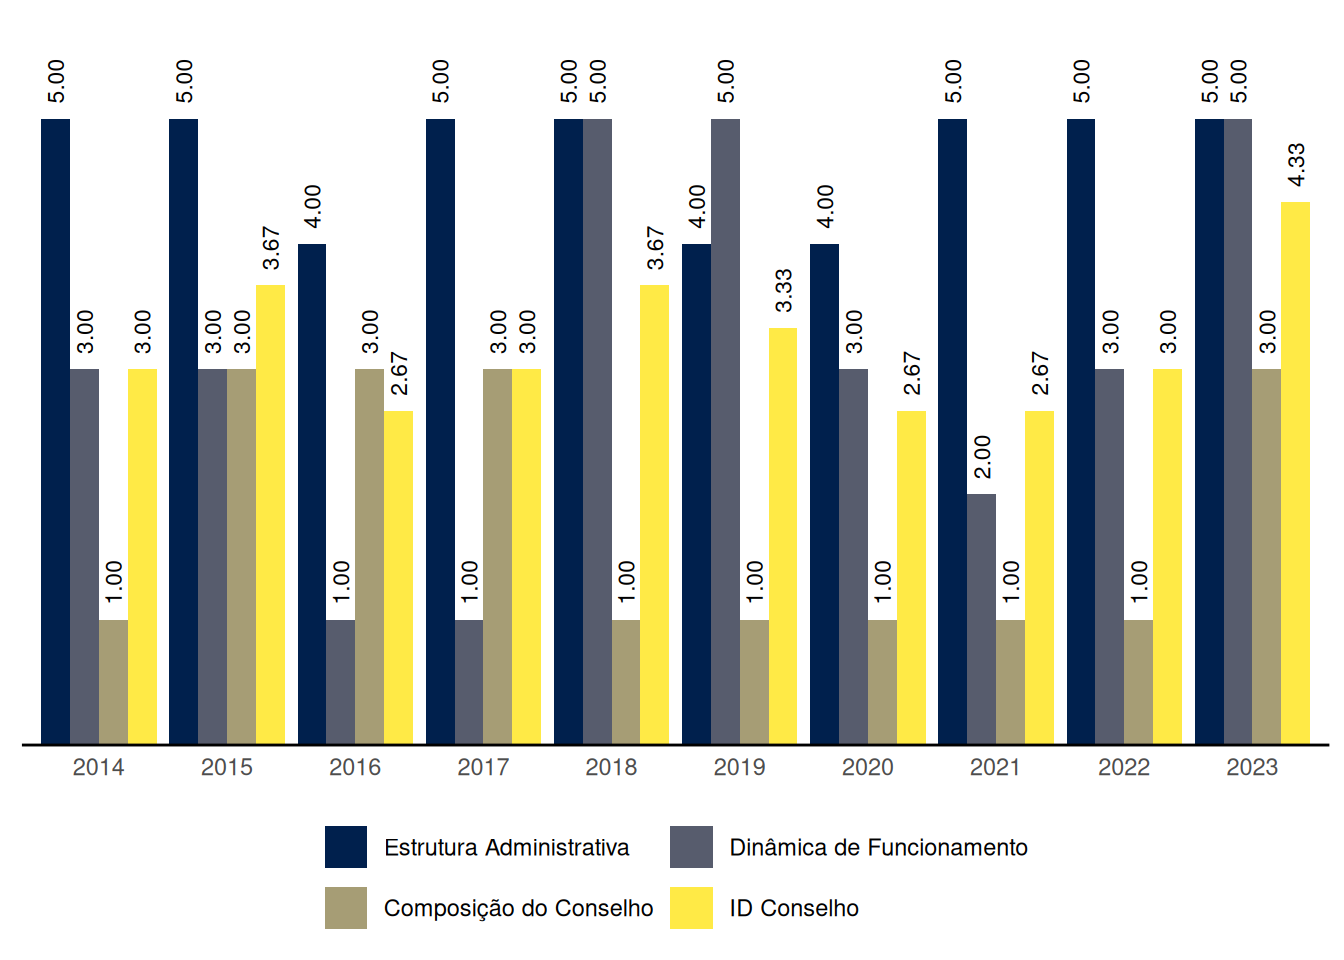 5.00 3.00 1.00 3.00
5.00 3.00 3.00 3.67
4.00 1.00 3.00 2.67
5.00 1.00 3.00 3.00
5.00 5.00 1.00 3.67
4.00 5.00 1.00 3.33
4.00 3.00 1.00 2.67
5.00 2.00 1.00 2.67
5.00 3.00 1.00 3.00
5.00 5.00 3.00 4.33
2014 2015 2016 2017 2018 2019 2020 2021 2022 2023
Estrutura Administrativa Dinâmica de Funcionamento
Composição do Conselho ID Conselho